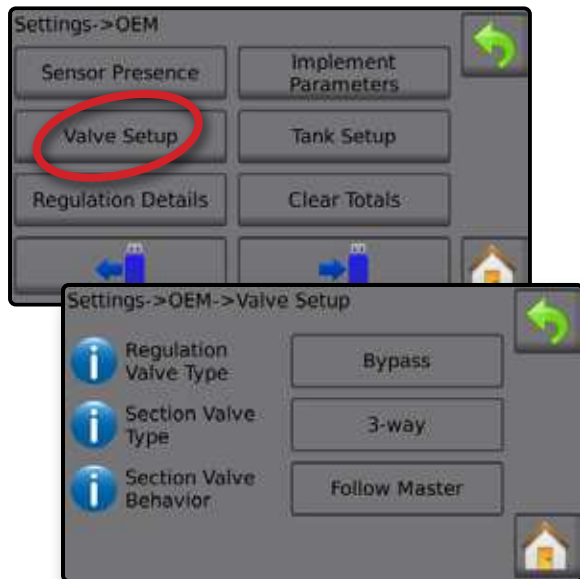 Settings->OEM
Sensor Presence
Implement
Parameters
Valve Setup
Tank Setup
Regulation Details
Clear Totals
Settings->OEM->Valve Setup
Regulation
Valve Type
Bypass
Section Valve
Type
3-way
Section Valve
Behavior
Follow Master